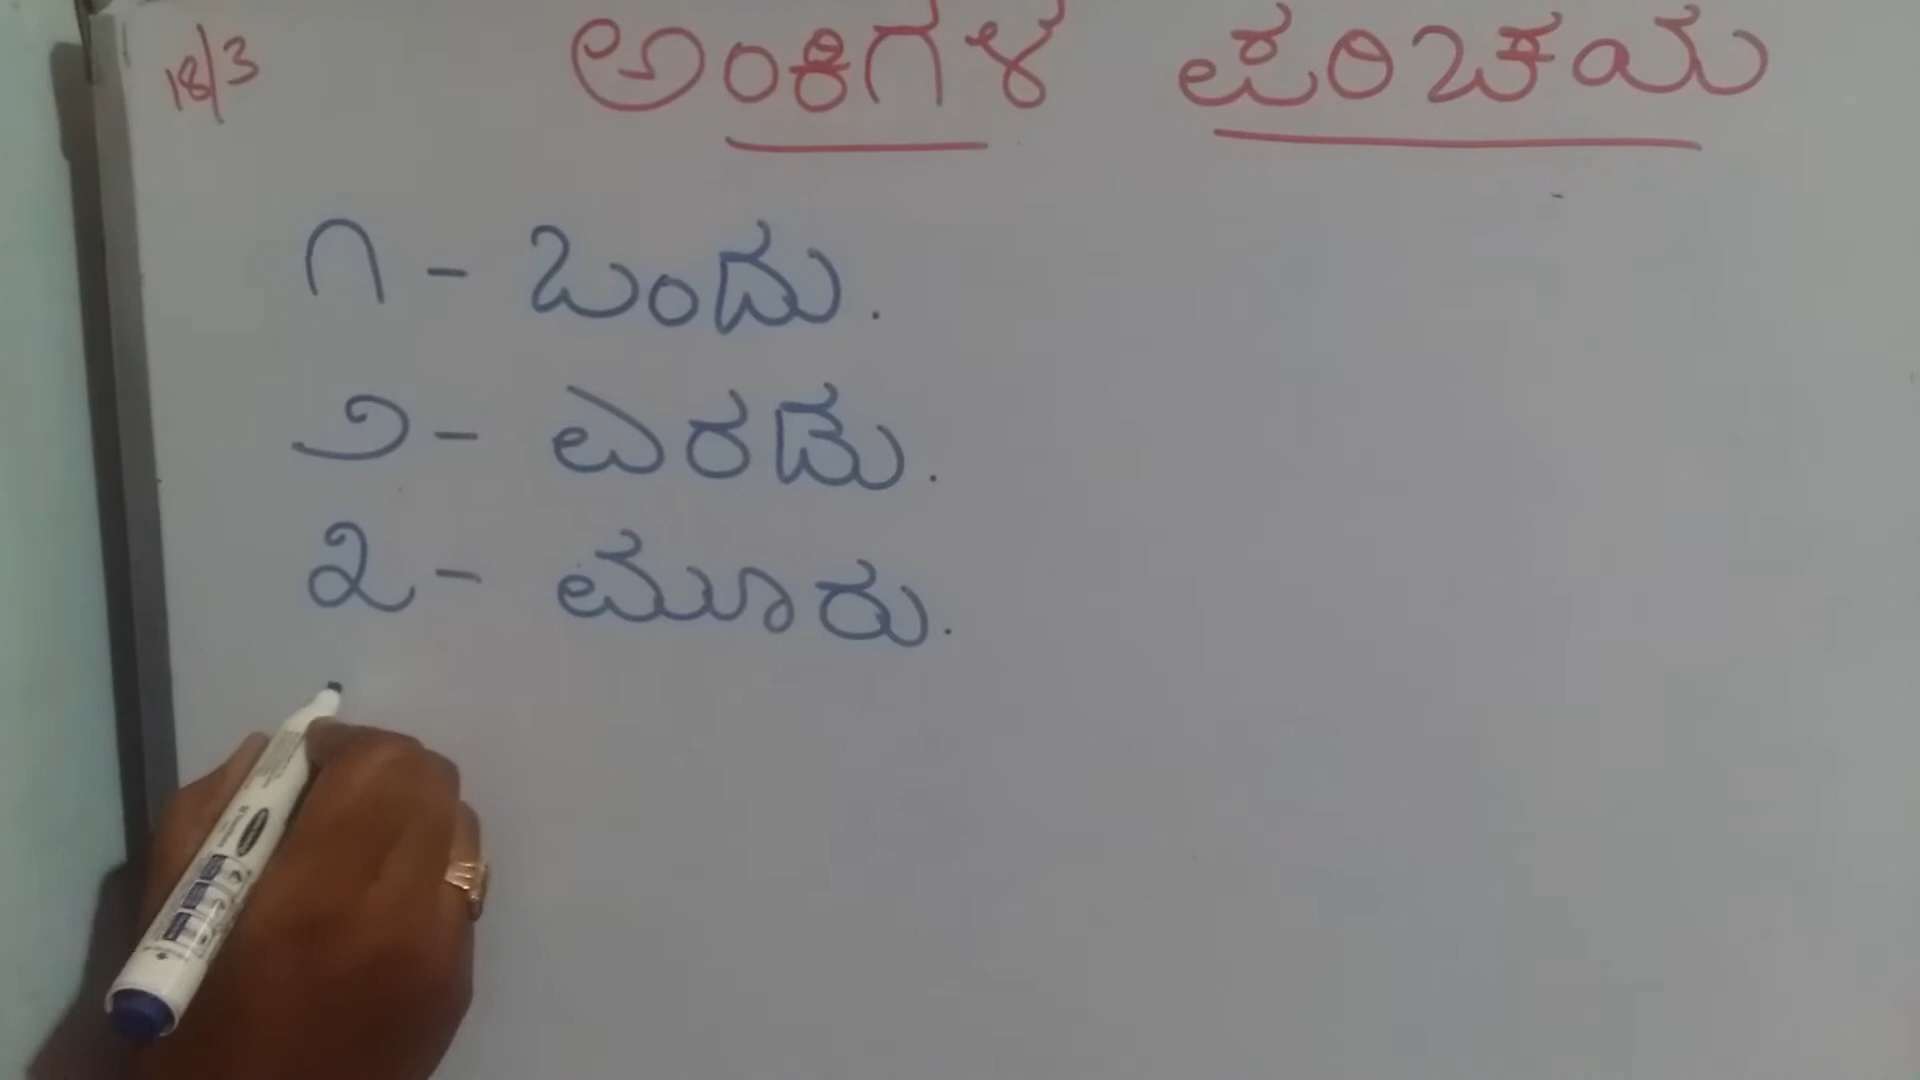 18/3
ಅಂಕಿಗಳ ಪರಿಚಯ
೧ - ಒಂದು.
೨ - ಎರಡು.
೩ - ಮೂರು.